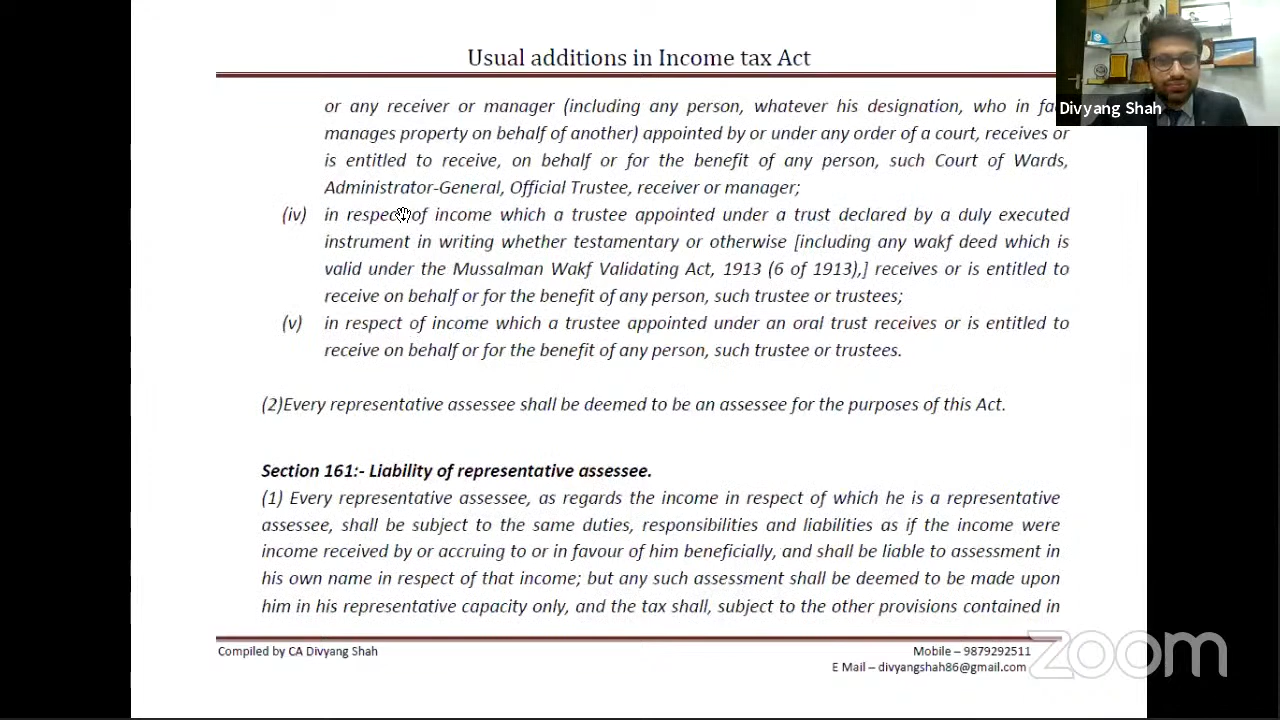 Usual additions in Income tax Act
or any receiver or manager (including any person, whatever his designation, who in fac
manages property on behalf of another) appointed by or under any order of a court, receives or
is entitled to receive, on behalf or for the benefit of any person, such Court of Wards,
Administrator-General, Official Trustee, receiver or manager;
(iv) in respect of income which a trustee appointed under a trust declared by a duly executed
instrument in writing whether testamentary or otherwise [including any wakf deed which is
valid under the Mussalman Wakf Validating Act, 1913 (6 of 1913),] receives or is entitled to
receive on behalf or for the benefit of any person, such trustee or trustees;
(v) in respect of income which a trustee appointed under an oral trust receives or is entitled to
receive on behalf or for the benefit of any person, such trustee or trustees.
(2)Every representative assessee shall be deemed to be an assessee for the purposes of this Act.
Section 161:- Liability of representative assessee.
(1) Every representative assessee, as regards the income in respect of which he is a representative
assessee, shall be subject to the same duties, responsibilities and liabilities as if the income were
income received by or accruing to or in favour of him beneficially, and shall be liable to assessment in
his own name in respect of that income; but any such assessment shall be deemed to be made upon
him in his representative capacity only, and the tax shall, subject to the other provisions contained in
Compiled by CA Divyang Shah
Mobile – 9879292511
E Mail – divyangshah86@gmail.com
Divyang Shah
zoom